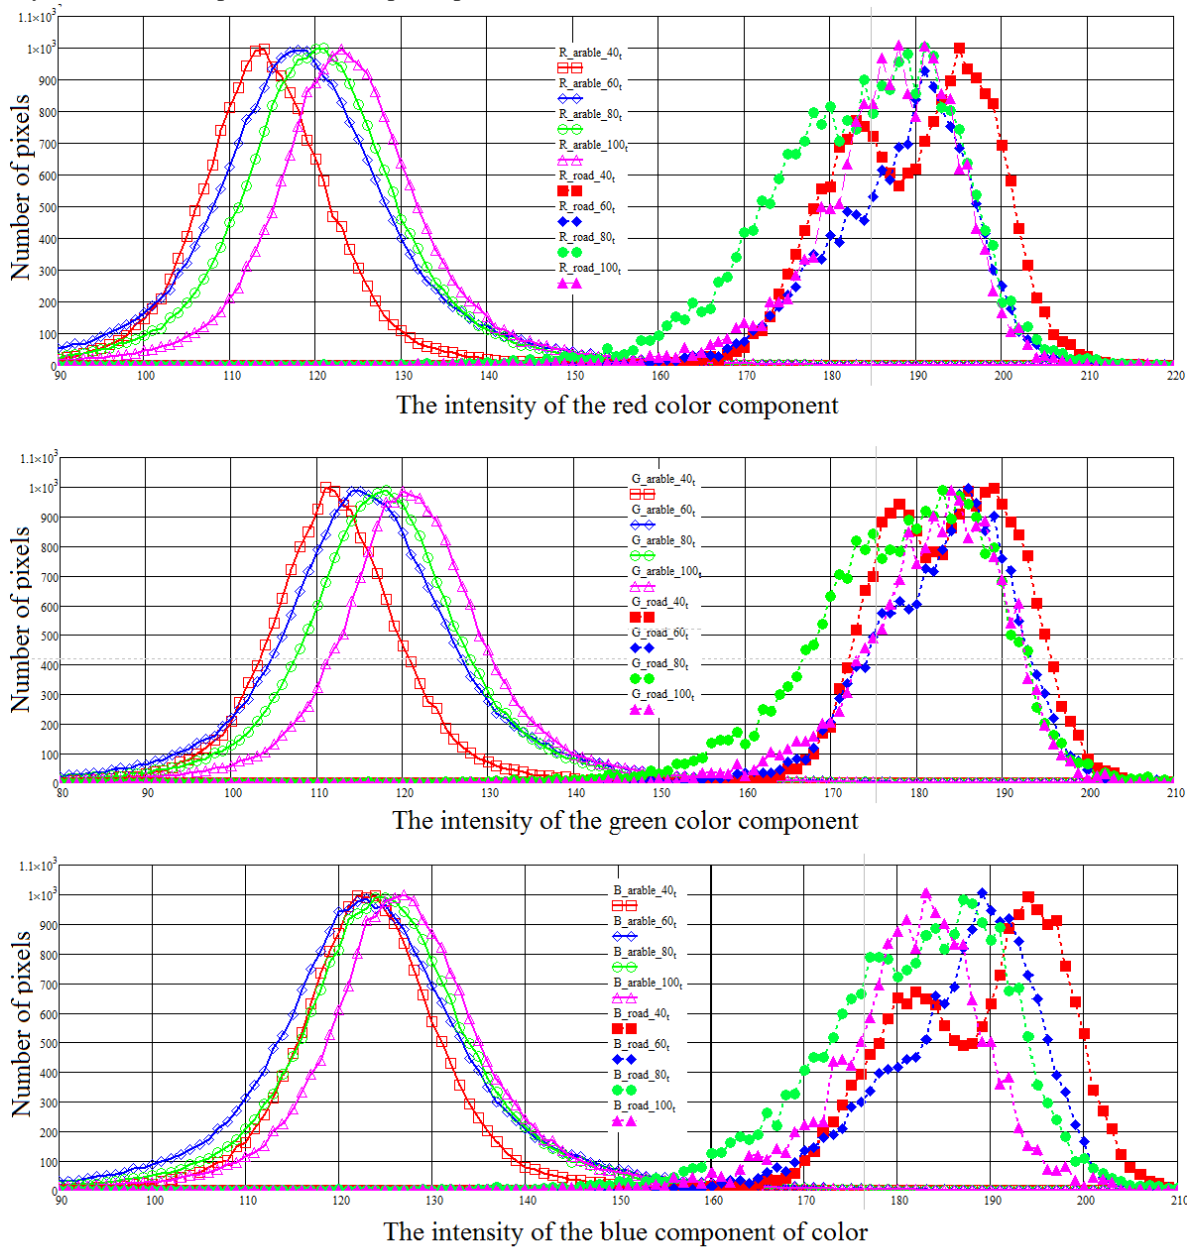 1.1×10³
1×10³
900
800
700
600
500
400
300
200
100
0
Number of pixels
R_arable_40t
R_arable_60t
R_arable_80t
R_arable_100t
R_road_40t
R_road_60t
R_road_80t
R_road_100t
90 100 110 120 130 140 150 160 170 180 190 200 210 220
The intensity of the red color component
1.1×10³
1×10³
900
800
700
600
500
400
300
200
100
0
Number of pixels
G_arable_40t
G_arable_60t
G_arable_80t
G_arable_100t
G_road_40t
G_road_60t
G_road_80t
G_road_100t
80 90 100 110 120 130 140 150 160 170 180 190 200 210
The intensity of the green color component
1.1×10³
1×10³
900
800
700
600
500
400
300
200
100
0
Number of pixels
B_arable_40t
B_arable_60t
B_arable_80t
B_arable_100t
B_road_40t
B_road_60t
B_road_80t
B_road_100t
90 100 110 120 130 140 150 160 170 180 190 200 210
The intensity of the blue component of color